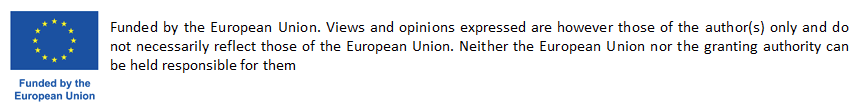 Funded by the European Union. Views and opinions expressed are however those of the author(s) only and do
not necessarily reflect those of the European Union. Neither the European Union nor the granting authority can
be held responsible for them
Funded by the
European Union